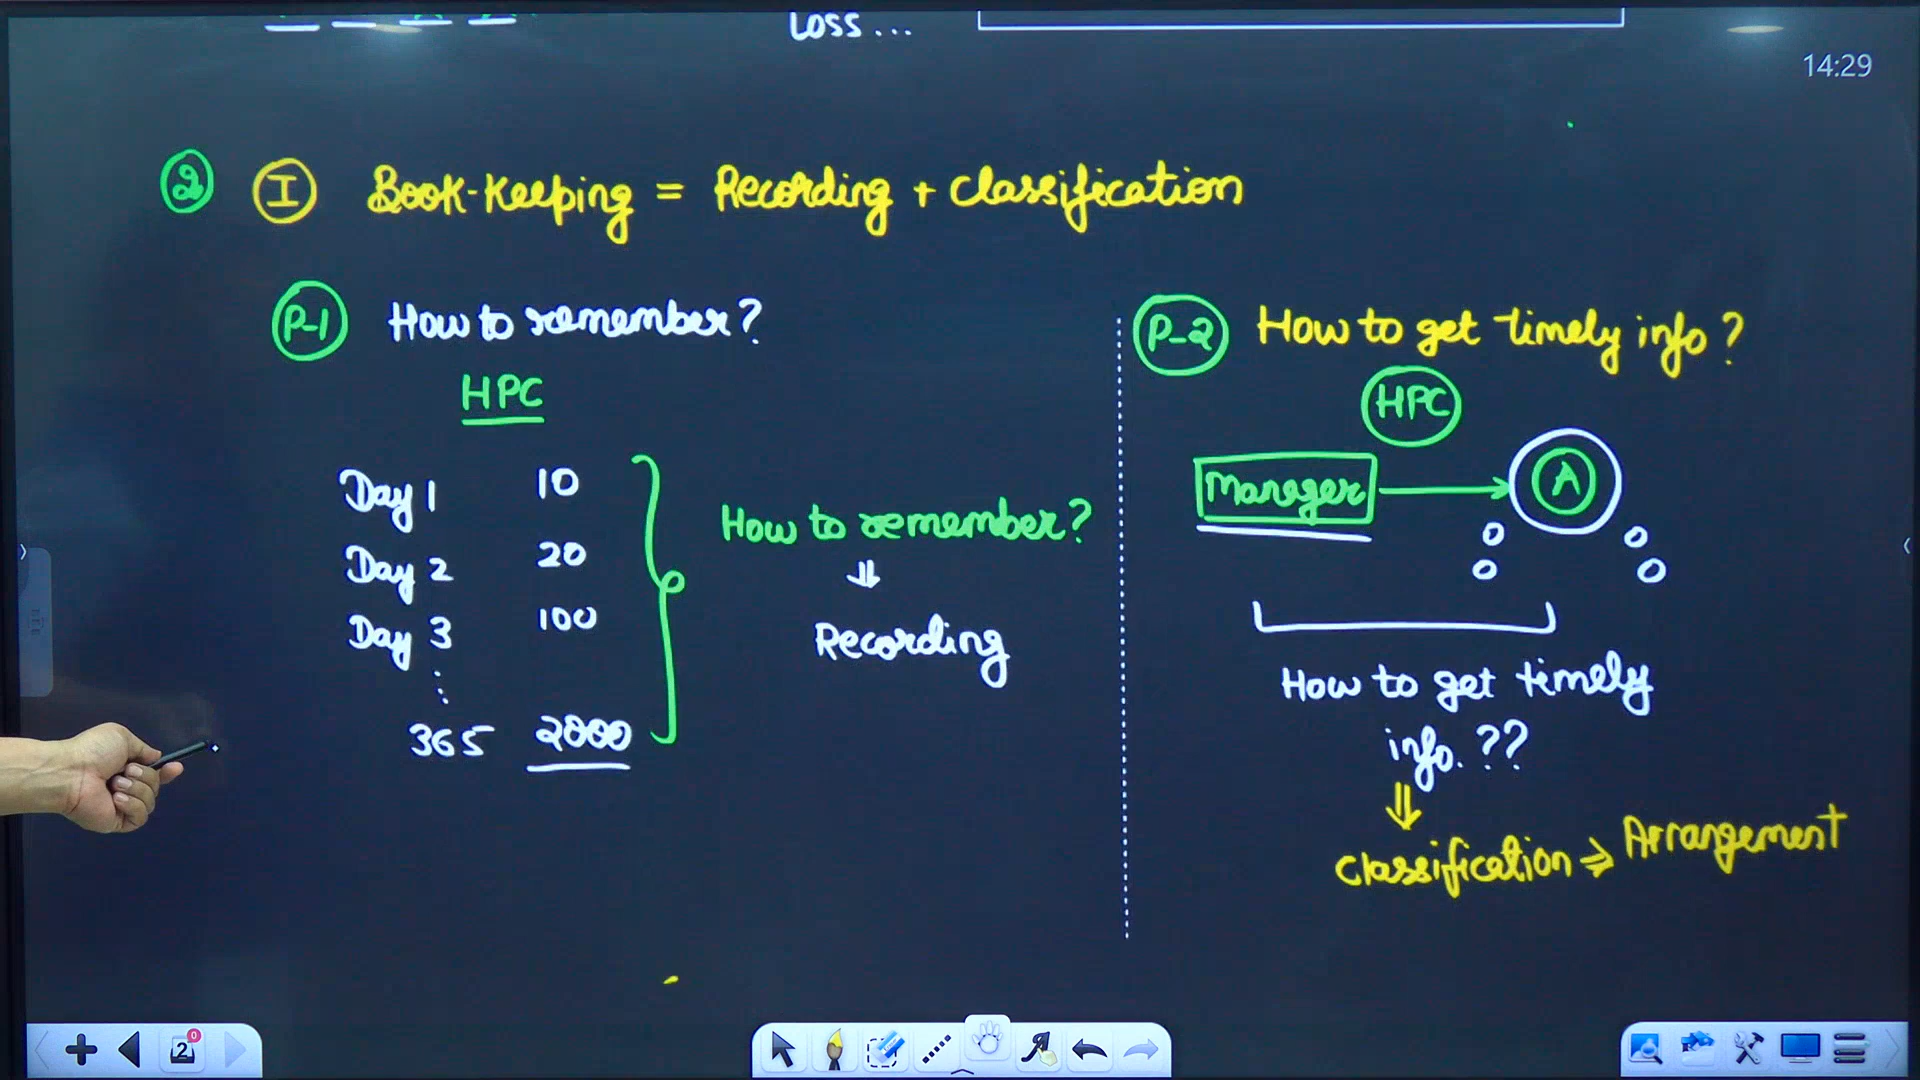 Loss...
14:29
2 I Book-Keeping = Recording + Classification
P-1 How to remember?
HPC
Day 1 10
Day 2 20
Day 3 100
365 2000
How to remember?
⇓
Recording
P-2 How to get timely info?
HPC
Manager → A
How to get timely
info.??
⇓
Classification ⇒ Arrangement
2
0